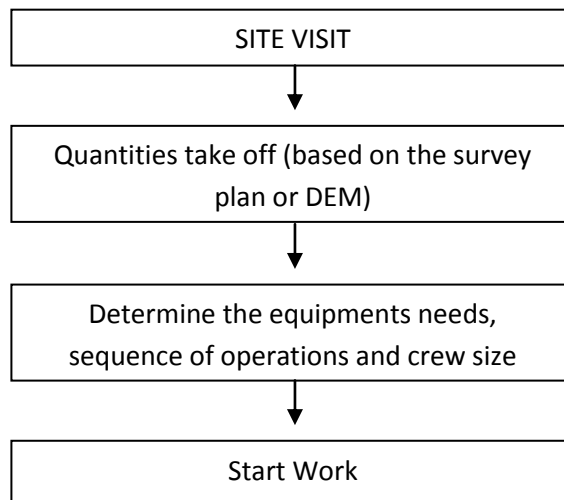 SITE VISIT
Quantities take off (based on the survey
plan or DEM)
Determine the equipments needs,
sequence of operations and crew size
Start Work